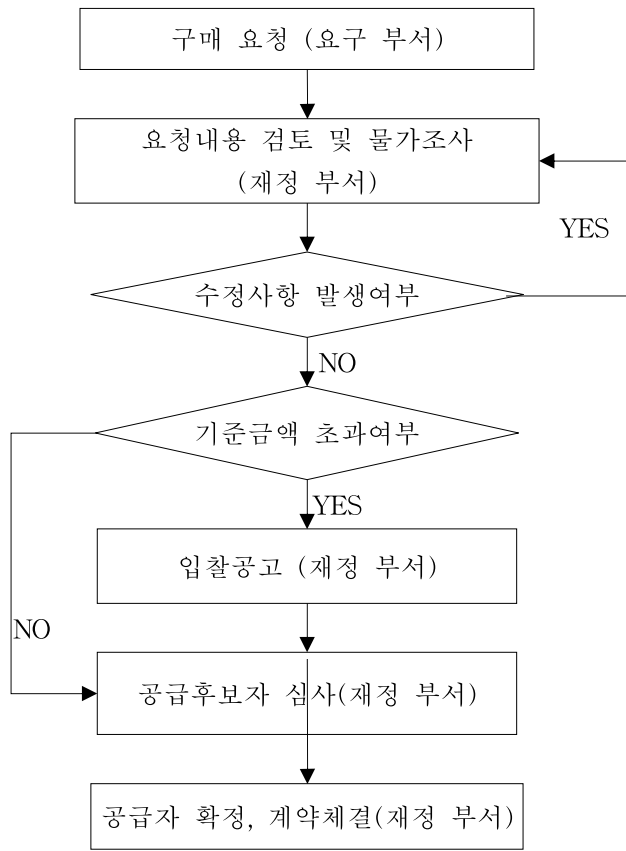 구매 요청 (요구 부서)
요청내용 검토 및 물가조사
(재정 부서)
YES
수정사항 발생여부
NO
기준금액 초과여부
YES
입찰공고 (재정 부서)
NO
공급후보자 심사(재정 부서)
공급자 확정, 계약체결(재정 부서)